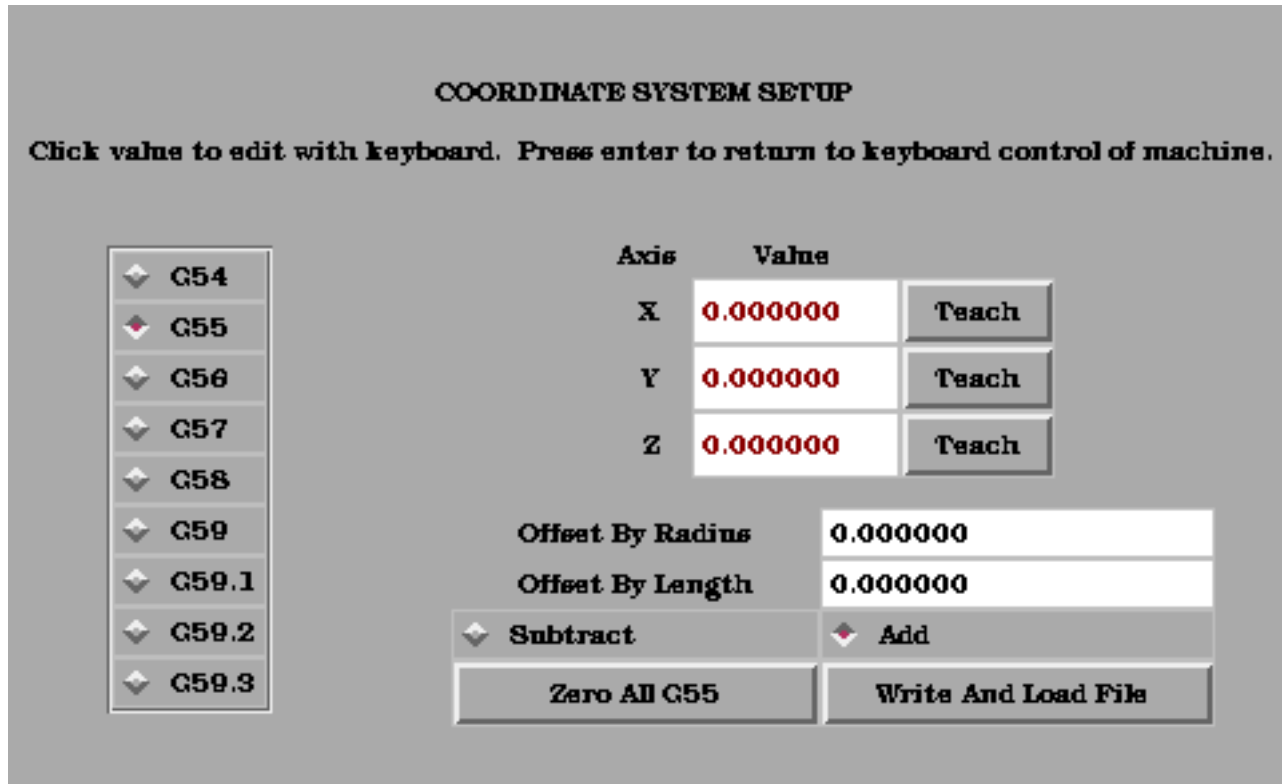 COORDINATE SYSTEM SETUP
Click value to edit with keyboard. Press enter to return to keyboard control of machine.
G54
G55
G56
G57
G58
G59
G59.1
G59.2
G59.3
Axis Value
X 0.000000 Teach
Y 0.000000 Teach
Z 0.000000 Teach
Offset By Radius 0.000000
Offset By Length 0.000000
Subtract Add
Zero All G55 Write And Load File